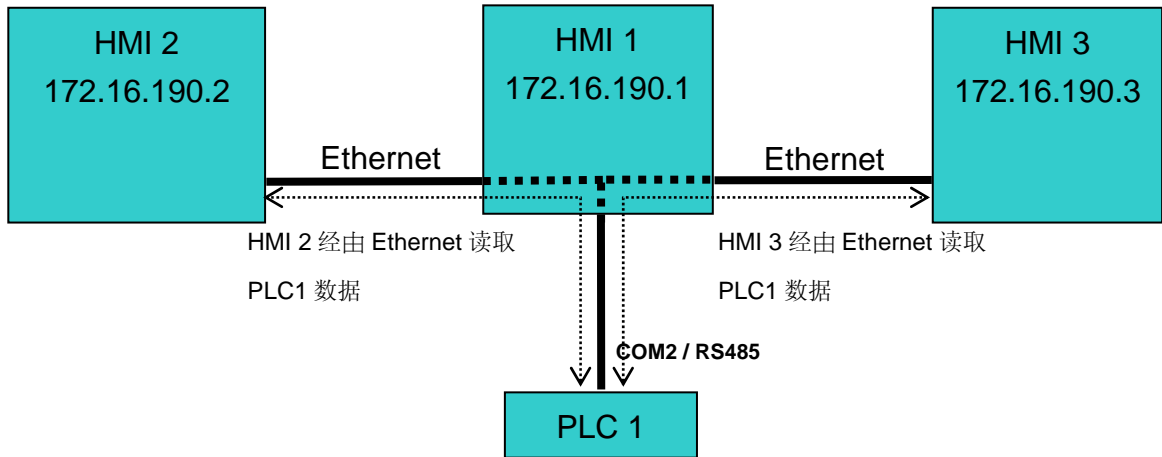 HMI 2
172.16.190.2
HMI 1
172.16.190.1
HMI 3
172.16.190.3
Ethernet
Ethernet
HMI 2 经由 Ethernet 读取
PLC1 数据
HMI 3 经由 Ethernet 读取
PLC1 数据
COM2 / RS485
PLC 1